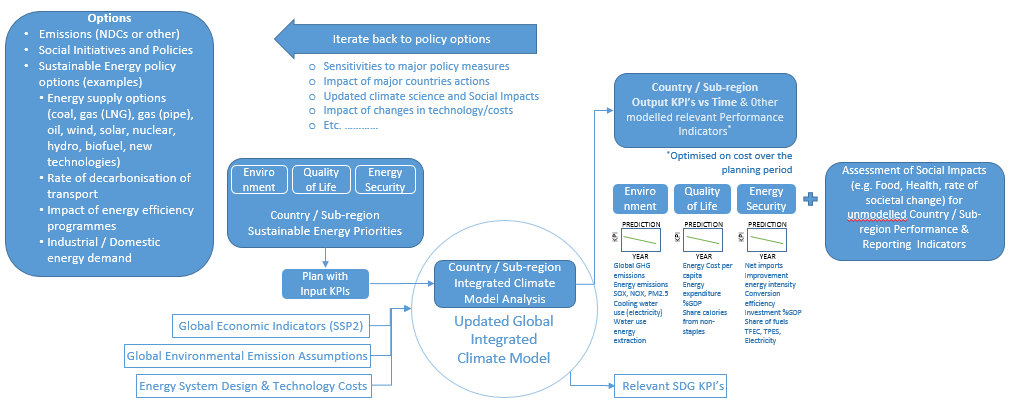 Options
• Emissions (NDCs or other)
• Social Initiatives and Policies
• Sustainable Energy policy
options (examples)
• Energy supply options
(coal, gas (LNG), gas (pipe),
oil, wind, solar, nuclear,
hydro, biofuel, new
technologies)
• Rate of decarbonisation of
transport
• Impact of energy efficiency
programmes
• Industrial / Domestic
energy demand
Iterate back to policy options
o Sensitivities to major policy measures
o Impact of major countries actions
o Updated climate science and Social Impacts
o Impact of changes in technology/costs
o Etc. ............
Enviro
nment
Quality
of Life
Energy
Security
Country / Sub-region
Sustainable Energy Priorities
Plan with
Input KPIs
Global Economic Indicators (SSP2)
Global Environmental Emission Assumptions
Energy System Design & Technology Costs
Country / Sub-region
Integrated Climate
Model Analysis
Updated Global
Integrated
Climate Model
Country / Sub-region
Output KPI's vs Time & Other
modelled relevant Performance
Indicators*
*Optimised on cost over the
planning period
Enviro
nment
PREDICTION
KPI
YEAR
Global GHG
emissions
Energy emissions
SOX, NOX, PM2.5
Cooling water
use (electricity)
Water use
energy
extraction
Quality
of Life
PREDICTION
KPI
YEAR
Energy Cost per
capita
Energy
expenditure
%GDP
Share calories
from non-
staples
Energy
Security
PREDICTION
KPI
YEAR
Net imports
Improvement
energy intensity
Conversion
efficiency
Investment %GDP
Share of fuels
TFEC, TPES,
Electricity
Assessment of Social Impacts
(e.g. Food, Health, rate of
societal change) for
unmodelled Country / Sub-
region Performance &
Reporting Indicators
Relevant SDG KPI's